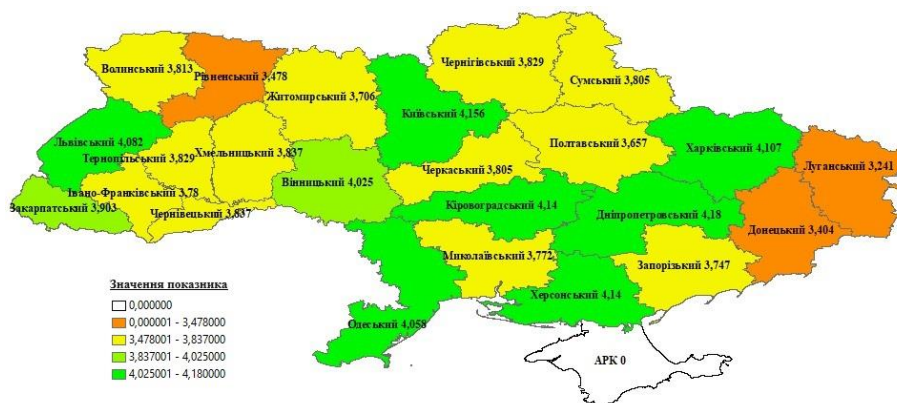 Чернігівський 3,829
Волинський 3,813
Рівненський 3,478
Сумський 3,805
Житомирський 3,706
Київський 4,156
Львівський 4,082
Полтавський 3,657
Харківський 4,107
Тернопільський 3,829
Хмельницький 3,837
Луганський 3,241
Черкаський 3,805
Вінницький 4,025
Івано-Франківський 3,78
Закарпатський 3,903
Кіровоградський 4,14
Чернівецький 3,837
Дніпропетровський 4,18
Донецький 3,404
Миколаївський 3,772
Запорізький 3,747
Херсонський 4,14
Одеський 4,058
АРК 0
Значення показника
0,000000
0,000001 - 3,478000
3,478001 - 3,837000
3,837001 - 4,025000
4,025001 - 4,180000